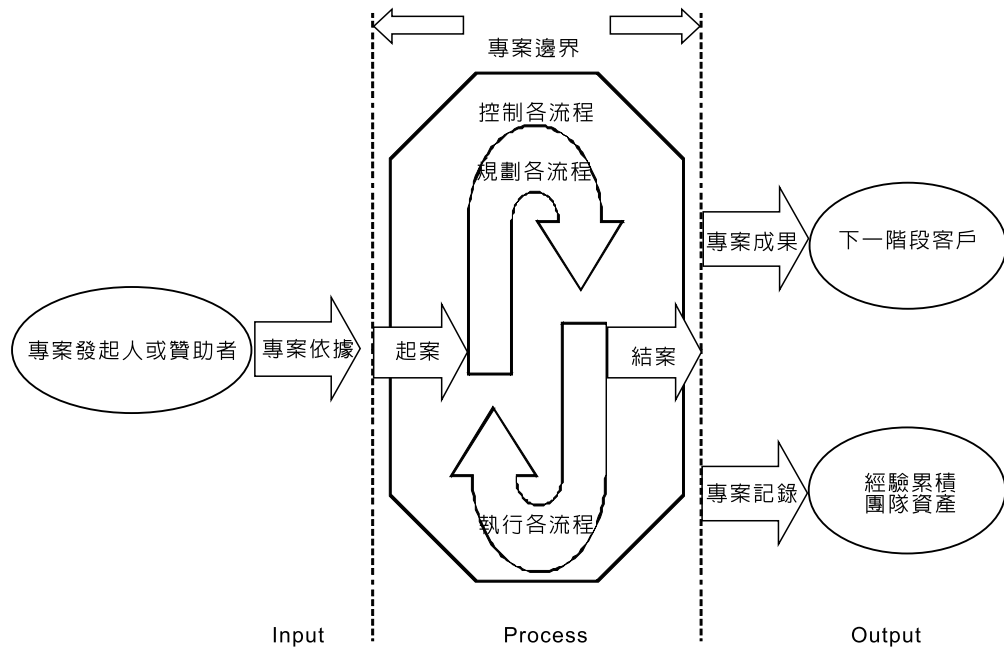 專案邊界
控制各流程
規劃各流程
專案發起人或贊助者
專案依據
起案
結案
執行各流程
專案成果
下一階段客戶
專案記錄
經驗累積
團隊資產
Input
Process
Output